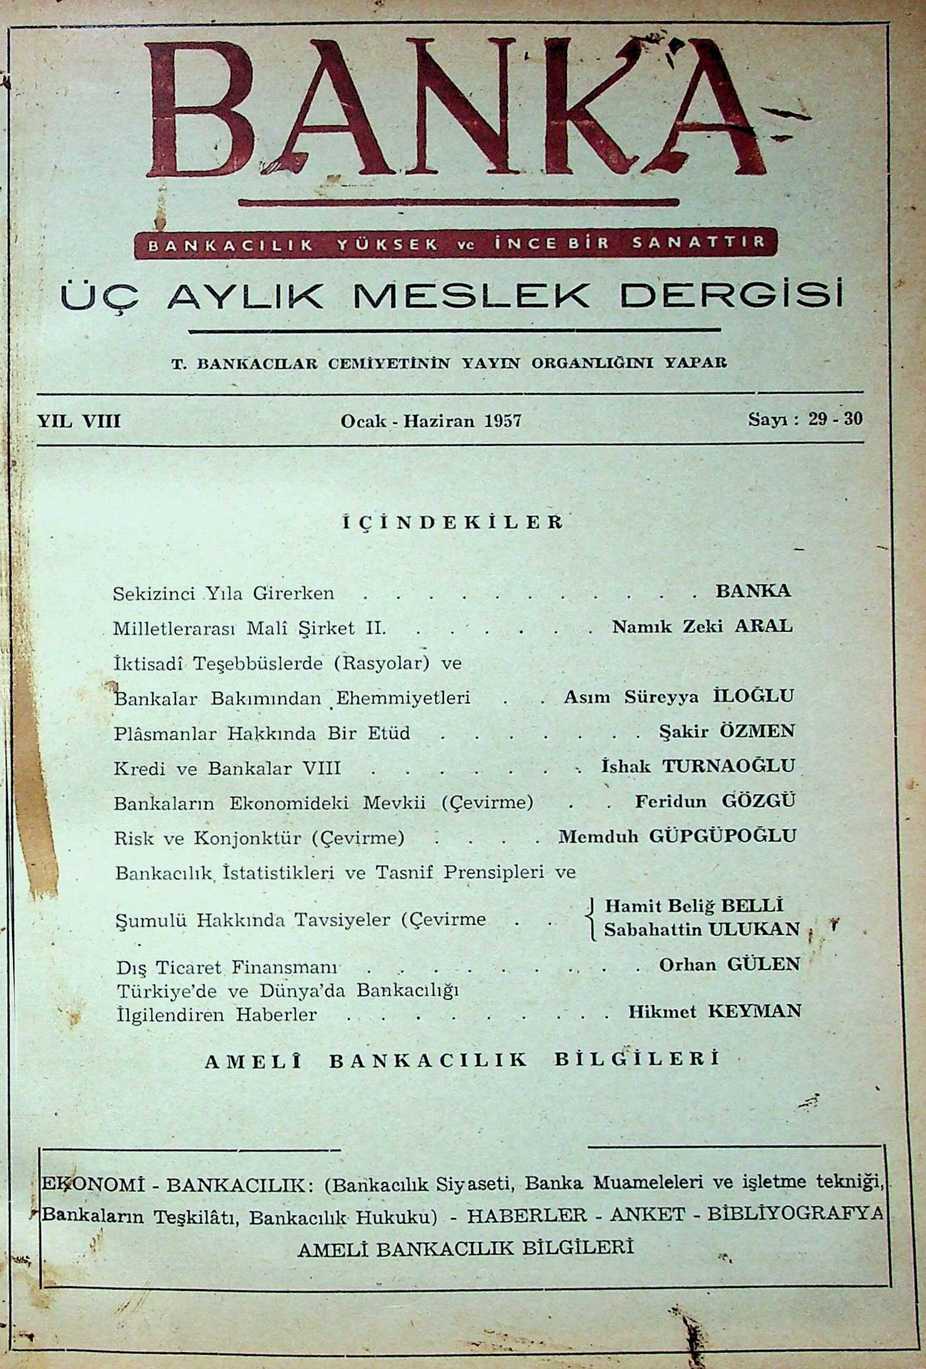 BANKA
BANKACILIK YÜKSEK ve İNCE BİR SANATTIR
ÜÇ AYLIK MESLEK DERGİSİ
T. BANKACILAR CEMİYETİNİN YAYIN ORGANLIĞINI YAPAR
YIL VIII Ocak - Haziran 1957 Sayı : 29 - 30
İÇİNDEKİLER
Sekizinci Yıla Girerken . . . . . . . . . . . BANKA
Milletlerarası Malî Şirket II. . . . . . . Namık Zeki ARAL
İktisadî Teşebbüslerde (Rasyolar) ve
Bankalar Bakımından Ehemmiyetleri . . Asım Süreyya İLOĞLU
Plâsmanlar Hakkında Bir Etüd . . . . . . . Şakir ÖZMEN
Kredi ve Bankalar VIII . . . . . . . İshak TURNAOĞLU
Bankaların Ekonomideki Mevkii (Çevirme) . . Feridun GÖZGÜ
Risk ve Konjonktür (Çevirme) . . . . Memduh GÜPGÜPOĞLU
Bankacılık İstatistikleri ve Tasnif Prensipleri ve
Şumulü Hakkında Tavsiyeler (Çevirme . . { Hamit Beliğ BELLİ
Sabahattin ULUKAN
Dış Ticaret Finansmanı . . . . . . . . . Orhan GÜLEN
Türkiye'de ve Dünya'da Bankacılığı
İlgilendiren Haberler . . . . . . . . Hikmet KEYMAN
AMELÎ BANKACILIK BİLGİLERİ
EKONOMİ - BANKACILIK: (Bankacılık Siyaseti, Banka Muameleleri ve işletme tekniği,
Bankaların Teşkilâtı, Bankacılık Hukuku) - HABERLER - ANKET - BİBLİYOGRAFYA
AMELİ BANKACILIK BİLGİLERİ